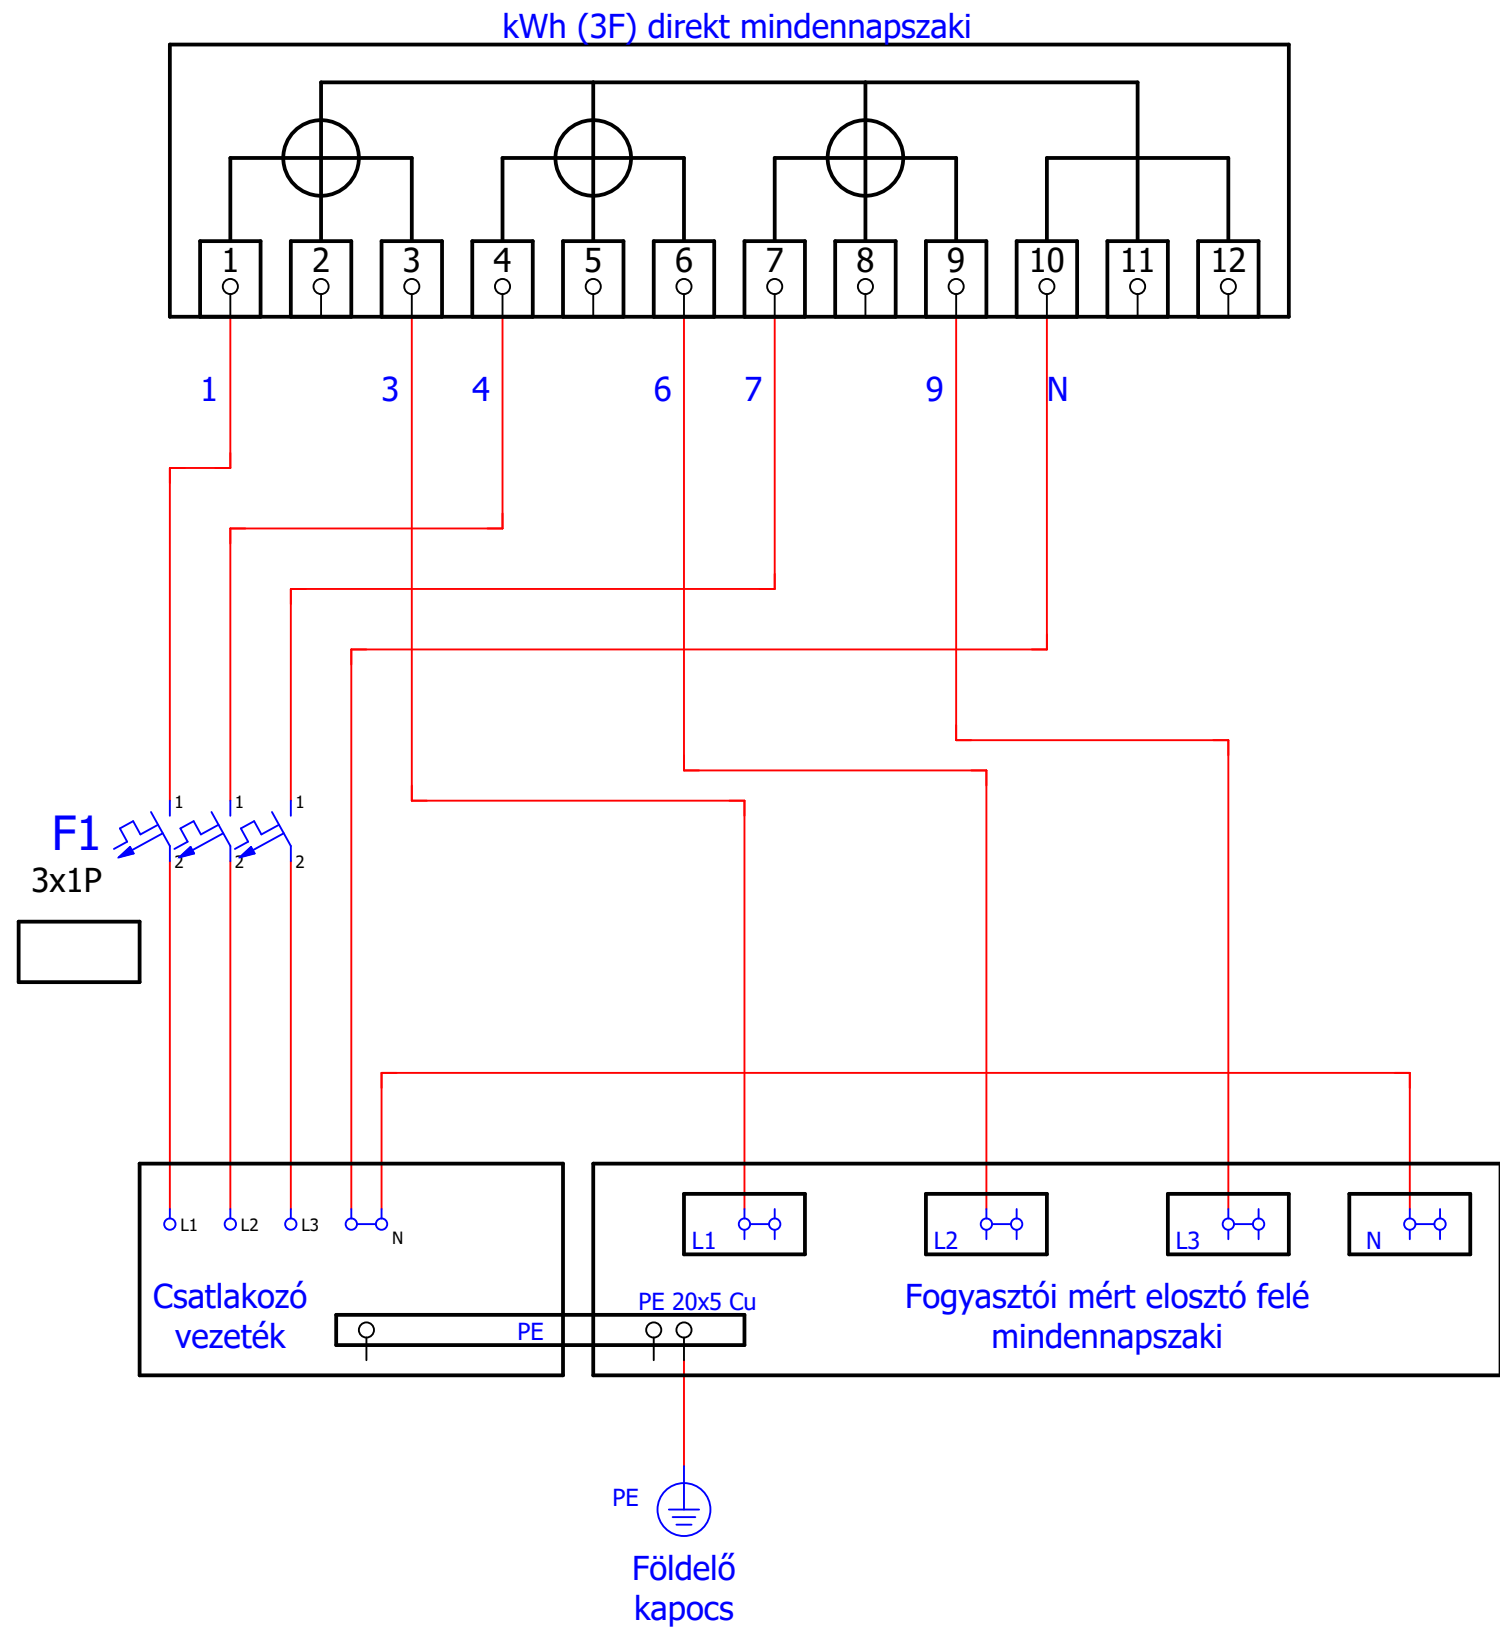 kWh (3F) direkt mindennapszaki
1 2 3 4 5 6 7 8 9 10 11 12
1 3 4 6 7 9 N
1 1 1
F1
2 2 2
3x1P
L1 L2 L3 N
L1 L2 L3 N
Csatlakozó
vezeték
PE 20x5 Cu
PE
Fogyasztói mért elosztó felé
mindennapszaki
PE
Földelő
kapocs